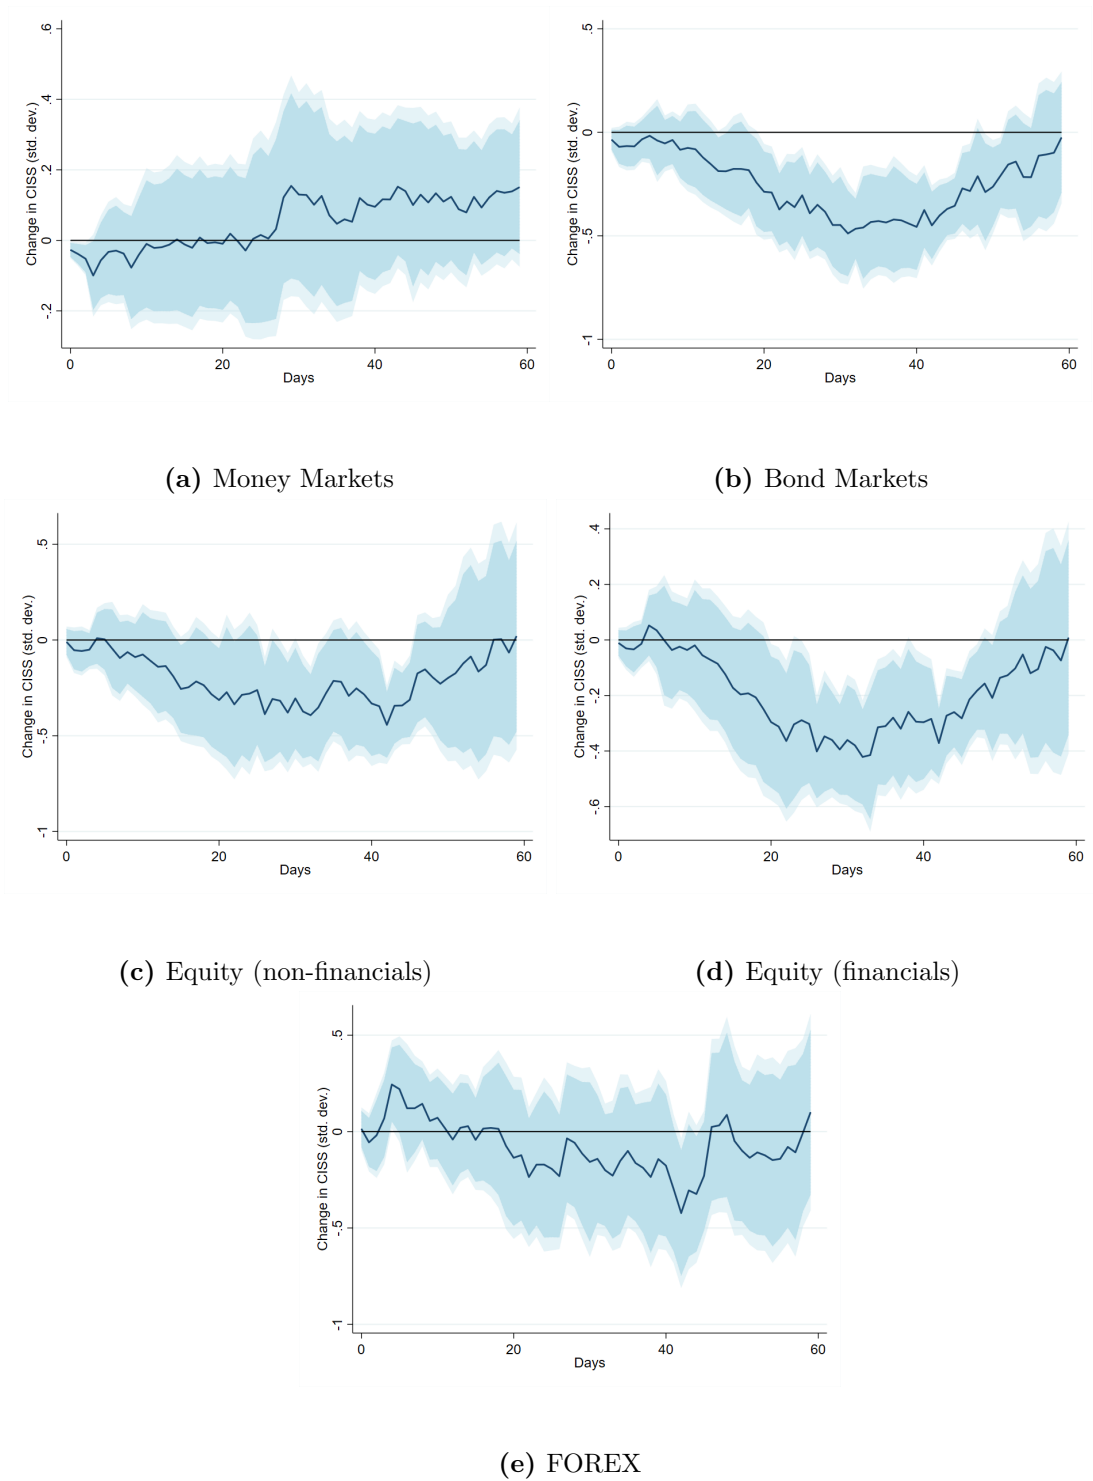 Change in CISS (std. dev.)
.6
.4
.2
0
-.2
0 20 40 60
Days
(a) Money Markets
Change in CISS (std. dev.)
.5
0
-.5
-1
0 20 40 60
Days
(b) Bond Markets
Change in CISS (std. dev.)
.5
0
-.5
-1
0 20 40 60
Days
(c) Equity (non-financials)
Change in CISS (std. dev.)
.4
.2
0
-.2
-.4
-.6
0 20 40 60
Days
(d) Equity (financials)
Change in CISS (std. dev.)
.5
0
-.5
-1
0 20 40 60
Days
(e) FOREX